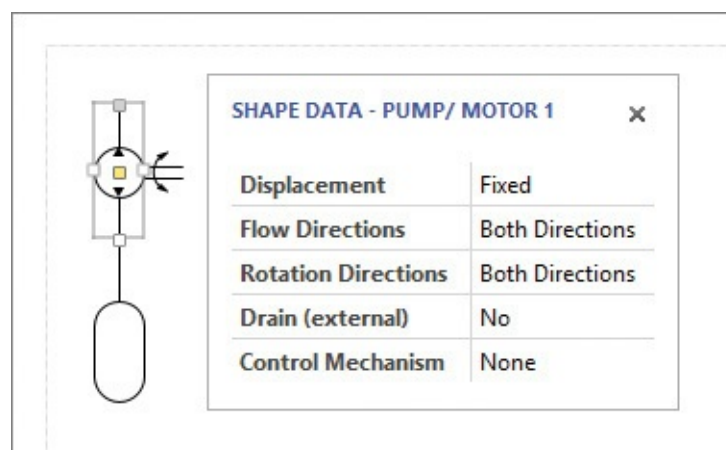 SHAPE DATA - PUMP/ MOTOR 1
Displacement Fixed
Flow Directions Both Directions
Rotation Directions Both Directions
Drain (external) No
Control Mechanism None